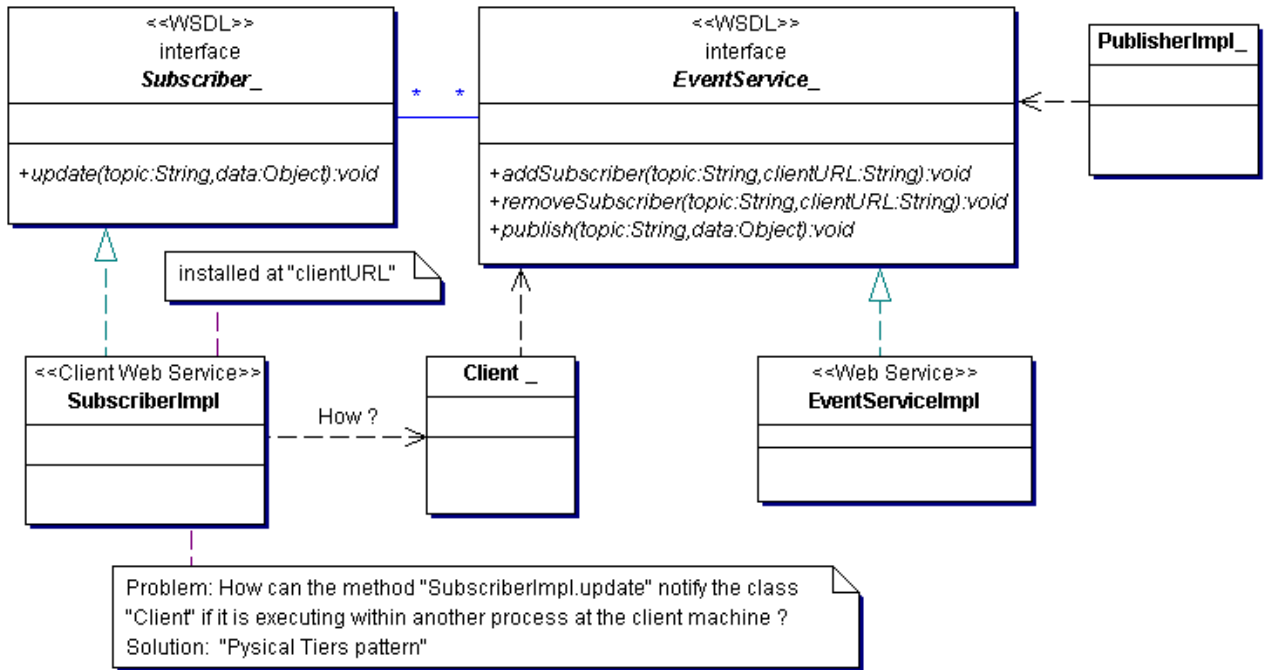 <<WSDL>>
interface
Subscriber_
+update(topic:String,data:Object):void
* *
<<WSDL>>
interface
EventService_
+addSubscriber(topic:String,clientURL:String):void
+removeSubscriber(topic:String,clientURL:String):void
+publish(topic:String,data:Object):void
PublisherImpl_
installed at "clientURL"
<<Client Web Service>>
SubscriberImpl
How ?
Client _
<<Web Service>>
EventServiceImpl
Problem: How can the method "SubscriberImpl.update" notify the class
"Client" if it is executing within another process at the client machine ?
Solution: "Pysical Tiers pattern"